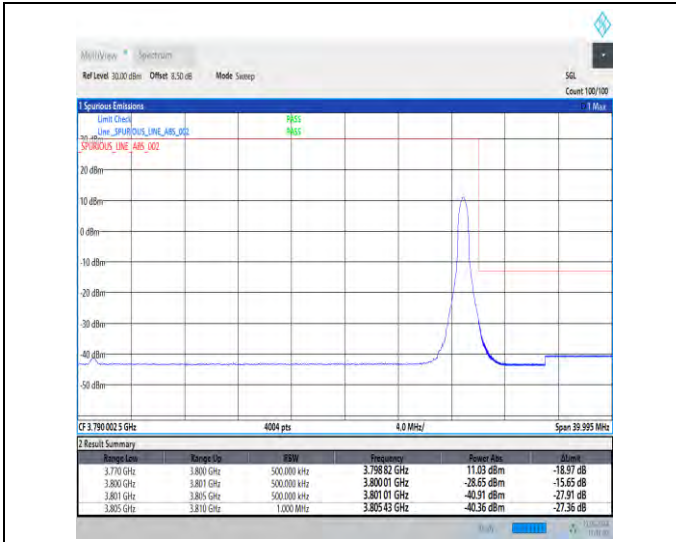 MultiView Spectrum
Ref Level 30.00 dBm Offset 8.50 dB Mode Sweep SGL
Count 100/100
1 Spurious Emissions 1 Max
Limit Check PASS
Line _SPURIOUS_LINE_ABS_002 PASS
_SPURIOUS_LINE_ABS_002
20 dBm
10 dBm
0 dBm
-10 dBm
-20 dBm
-30 dBm
-40 dBm
-50 dBm
CF 3.790 002 5 GHz 4004 pts 4.0 MHz/ Span 39.995 MHz
2 Result Summary
Range Low Range Up RBW Frequency Power Abs ΔLimit
3.770 GHz 3.800 GHz 500.000 kHz 3.798 82 GHz 11.03 dBm -18.97 dB
3.800 GHz 3.801 GHz 500.000 kHz 3.800 01 GHz -28.65 dBm -15.65 dB
3.801 GHz 3.805 GHz 500.000 kHz 3.801 01 GHz -40.91 dBm -27.91 dB
3.805 GHz 3.810 GHz 1.000 MHz 3.805 43 GHz -40.36 dBm -27.36 dB